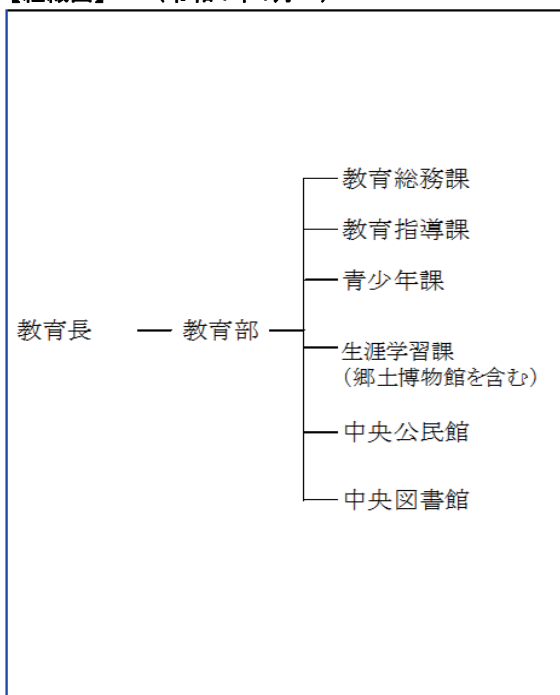 教育総務課
教育指導課
青少年課
教育長 教育部
生涯学習課
(郷土博物館を含む)
中央公民館
中央図書館